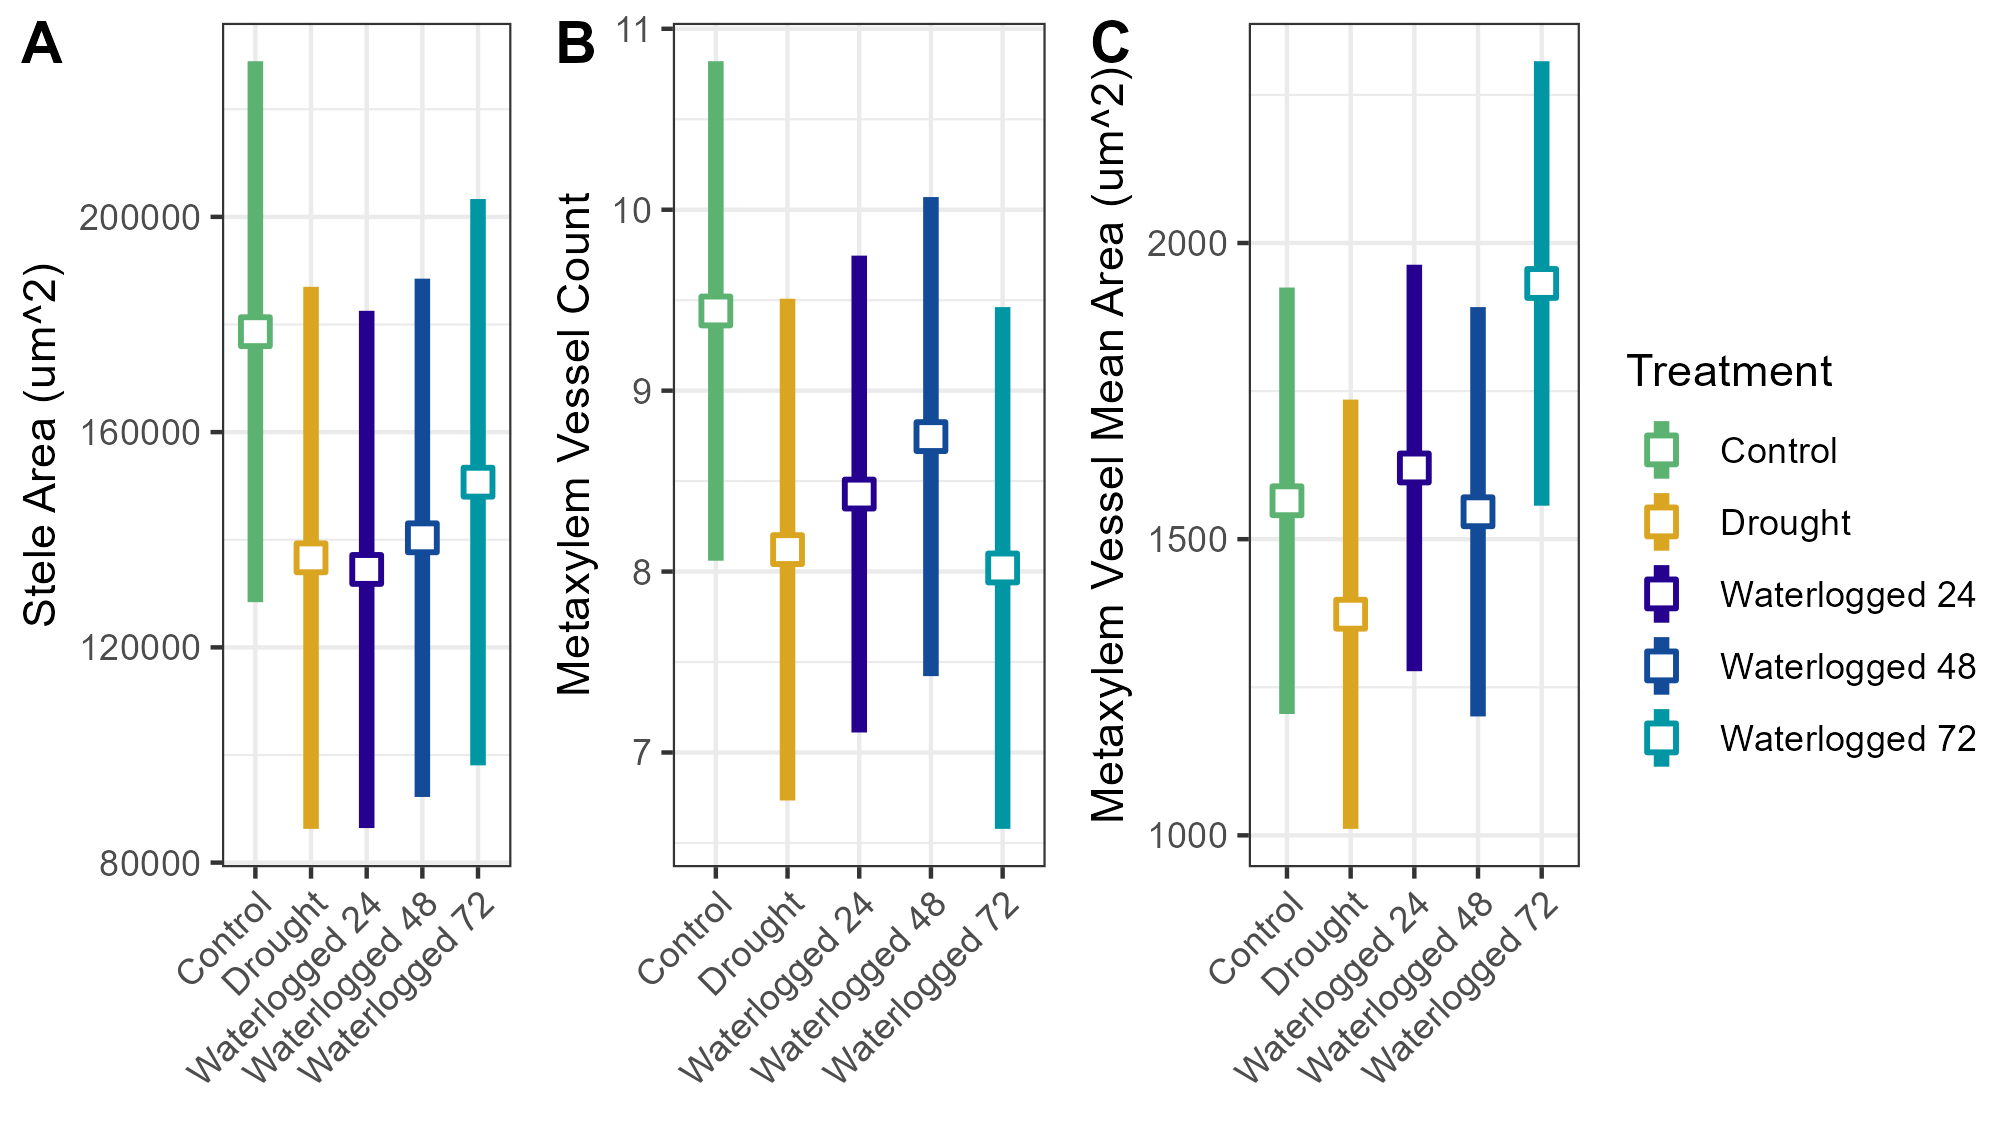 A
Stele Area (um^2)
200000
160000
120000
80000
Control
Drought
Waterlogged 24
Waterlogged 48
Waterlogged 72
B
Metaxylem Vessel Count
11
10
9
8
7
Control
Drought
Waterlogged 24
Waterlogged 48
Waterlogged 72
C
Metaxylem Vessel Mean Area (um^2)
2000
1500
1000
Control
Drought
Waterlogged 24
Waterlogged 48
Waterlogged 72
Treatment
Control
Drought
Waterlogged 24
Waterlogged 48
Waterlogged 72